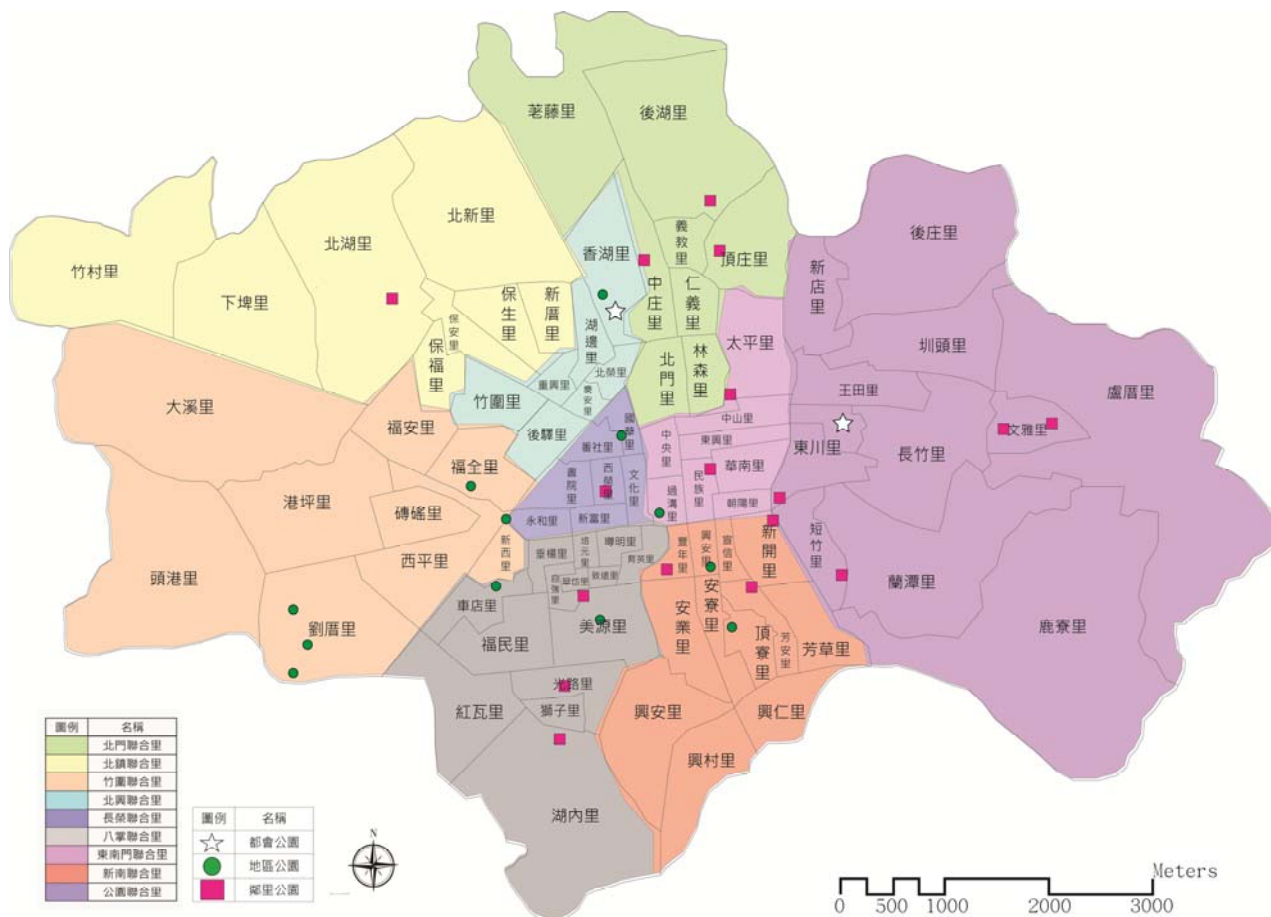 荖藤里
後湖里
北新里
北湖里
竹村里
下埤里
香湖里
義教里
頂庄里
後庄里
新店里
中庄里
仁義里
保生里
新厝里
保安里
保福里
湖邊里
太平里
圳頭里
盧厝里
北門里
林森里
北榮里
重興里
竹圍里
後驛里
大溪里
福安里
王田里
中山里
國華里
番社里
中央里
東興里
東川里
文雅里
長竹里
福全里
書院里
西榮里
文化里
民族里
華南里
過溝里
朝陽里
港坪里
磚磘里
永和里
新富里
新西里
西平里
頭港里
垂楊里
培元里
導明里
育英里
豐年里
興安里
宣信里
新開里
短竹里
蘭潭里
自強里
致遠里
車店里
安寮里
安業里
鹿寮里
劉厝里
福民里
美源里
頂寮里
芳安里
芳草里
光路里
紅瓦里
獅子里
興安里
興仁里
興村里
湖內里
圖例 名稱
北門聯合里
北鎮聯合里
竹圍聯合里
北興聯合里
長榮聯合里
八掌聯合里
東南門聯合里
新南聯合里
公園聯合里
圖例 名稱
都會公園
地區公園
鄰里公園
N
Meters
0 500 1000 2000 3000